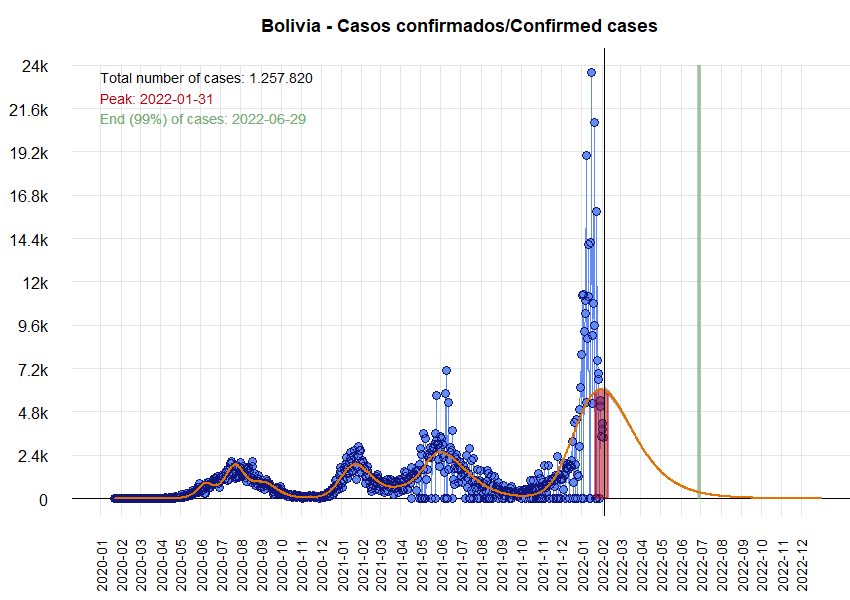 Bolivia - Casos confirmados/Confirmed cases
Total number of cases: 1.257.820
Peak: 2022-01-31
End (99%) of cases: 2022-06-29
24k
21.6k
19.2k
16.8k
14.4k
12k
9.6k
7.2k
4.8k
2.4k
0
2020-01
2020-02
2020-03
2020-04
2020-05
2020-06
2020-07
2020-08
2020-09
2020-10
2020-11
2020-12
2021-01
2021-02
2021-03
2021-04
2021-05
2021-06
2021-07
2021-08
2021-09
2021-10
2021-11
2021-12
2022-01
2022-02
2022-03
2022-04
2022-05
2022-06
2022-07
2022-08
2022-09
2022-10
2022-11
2022-12